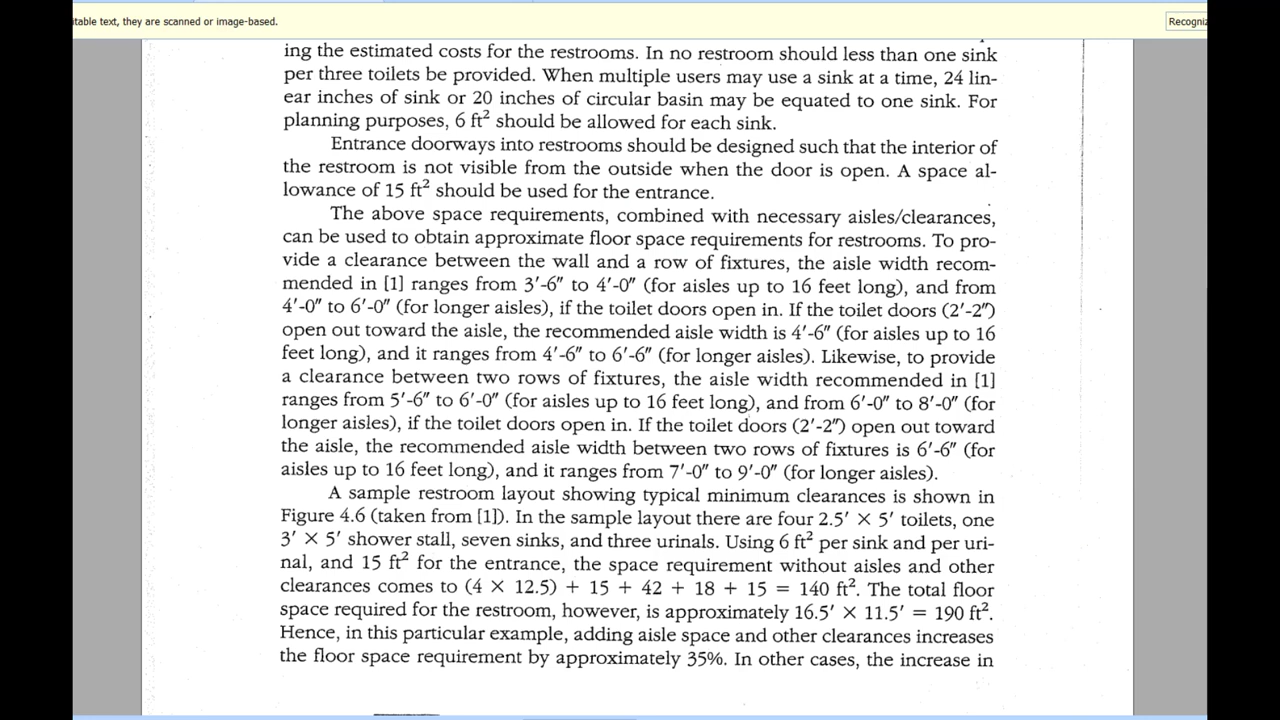 itable text, they are scanned or image-based.
Recogniz
ing the estimated costs for the restrooms. In no restroom should less than one sink
per three toilets be provided. When multiple users may use a sink at a time, 24 lin-
ear inches of sink or 20 inches of circular basin may be equated to one sink. For
planning purposes, 6 ft² should be allowed for each sink.
Entrance doorways into restrooms should be designed such that the interior of
the restroom is not visible from the outside when the door is open. A space al-
lowance of 15 ft² should be used for the entrance.
The above space requirements, combined with necessary aisles/clearances,
can be used to obtain approximate floor space requirements for restrooms. To pro-
vide a clearance between the wall and a row of fixtures, the aisle width recom-
mended in [1] ranges from 3′-6″ to 4′-0″ (for aisles up to 16 feet long), and from
4′-0″ to 6′-0″ (for longer aisles), if the toilet doors open in. If the toilet doors (2′-2″)
open out toward the aisle, the recommended aisle width is 4′-6″ (for aisles up to 16
feet long), and it ranges from 4′-6″ to 6′-6″ (for longer aisles). Likewise, to provide
a clearance between two rows of fixtures, the aisle width recommended in [1]
ranges from 5′-6″ to 6′-0″ (for aisles up to 16 feet long), and from 6′-0″ to 8′-0″ (for
longer aisles), if the toilet doors open in. If the toilet doors (2′-2″) open out toward
the aisle, the recommended aisle width between two rows of fixtures is 6′-6″ (for
aisles up to 16 feet long), and it ranges from 7′-0″ to 9′-0″ (for longer aisles).
A sample restroom layout showing typical minimum clearances is shown in
Figure 4.6 (taken from [1]). In the sample layout there are four 2.5′ × 5′ toilets, one
3′ × 5′ shower stall, seven sinks, and three urinals. Using 6 ft² per sink and per uri-
nal, and 15 ft² for the entrance, the space requirement without aisles and other
clearances comes to (4 × 12.5) + 15 + 42 + 18 + 15 = 140 ft². The total floor
space required for the restroom, however, is approximately 16.5′ × 11.5′ = 190 ft².
Hence, in this particular example, adding aisle space and other clearances increases
the floor space requirement by approximately 35%. In other cases, the increase in